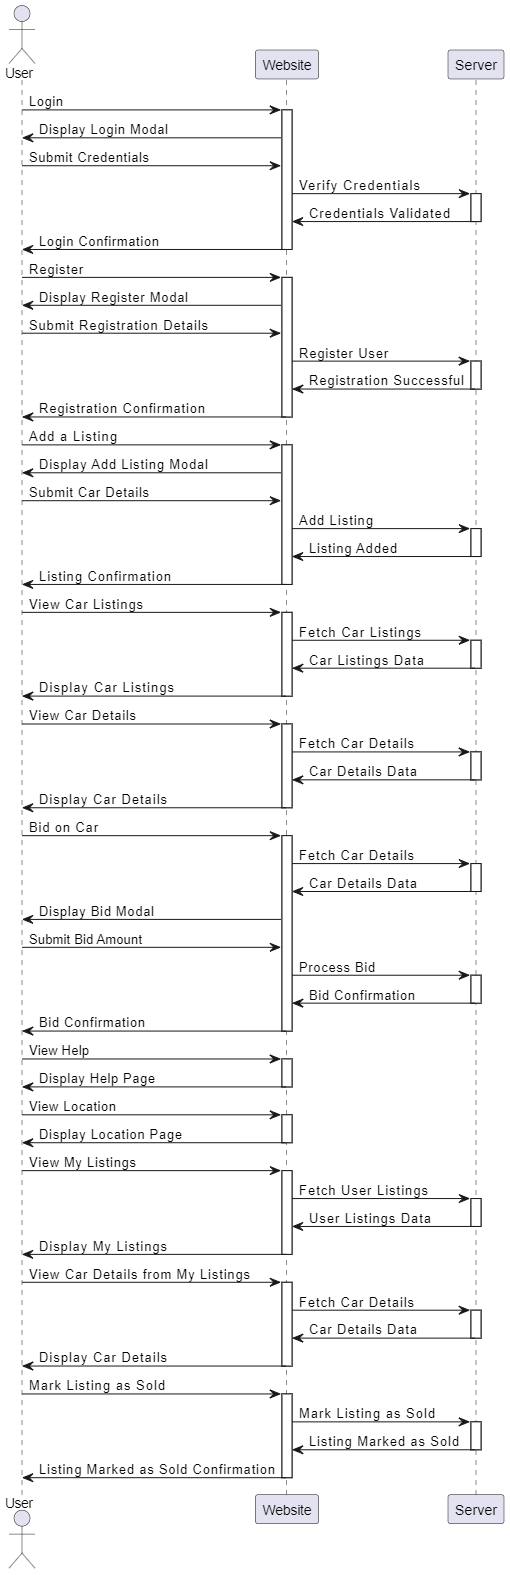 User
Website
Server
Login
Display Login Modal
Submit Credentials
Verify Credentials
Credentials Validated
Login Confirmation
Register
Display Register Modal
Submit Registration Details
Register User
Registration Successful
Registration Confirmation
Add a Listing
Display Add Listing Modal
Submit Car Details
Add Listing
Listing Added
Listing Confirmation
View Car Listings
Fetch Car Listings
Car Listings Data
Display Car Listings
View Car Details
Fetch Car Details
Car Details Data
Display Car Details
Bid on Car
Fetch Car Details
Car Details Data
Display Bid Modal
Submit Bid Amount
Process Bid
Bid Confirmation
Bid Confirmation
View Help
Display Help Page
View Location
Display Location Page
View My Listings
Fetch User Listings
User Listings Data
Display My Listings
View Car Details from My Listings
Fetch Car Details
Car Details Data
Display Car Details
Mark Listing as Sold
Mark Listing as Sold
Listing Marked as Sold
Listing Marked as Sold Confirmation
User
Website
Server